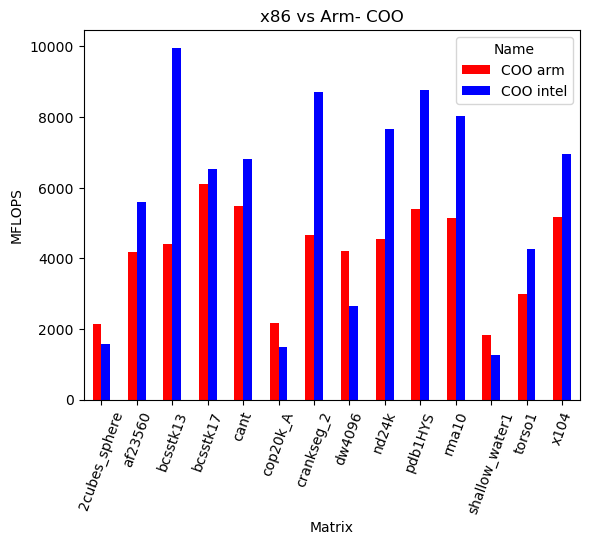 x86 vs Arm- COO
Name
COO arm
COO intel
MFLOPS
10000
8000
6000
4000
2000
0
2cubes_sphere
af23560
bcsstk13
bcsstk17
cant
cop20k_A
crankseg_2
dw4096
nd24k
pdb1HYS
rma10
shallow_water1
torso1
x104
Matrix